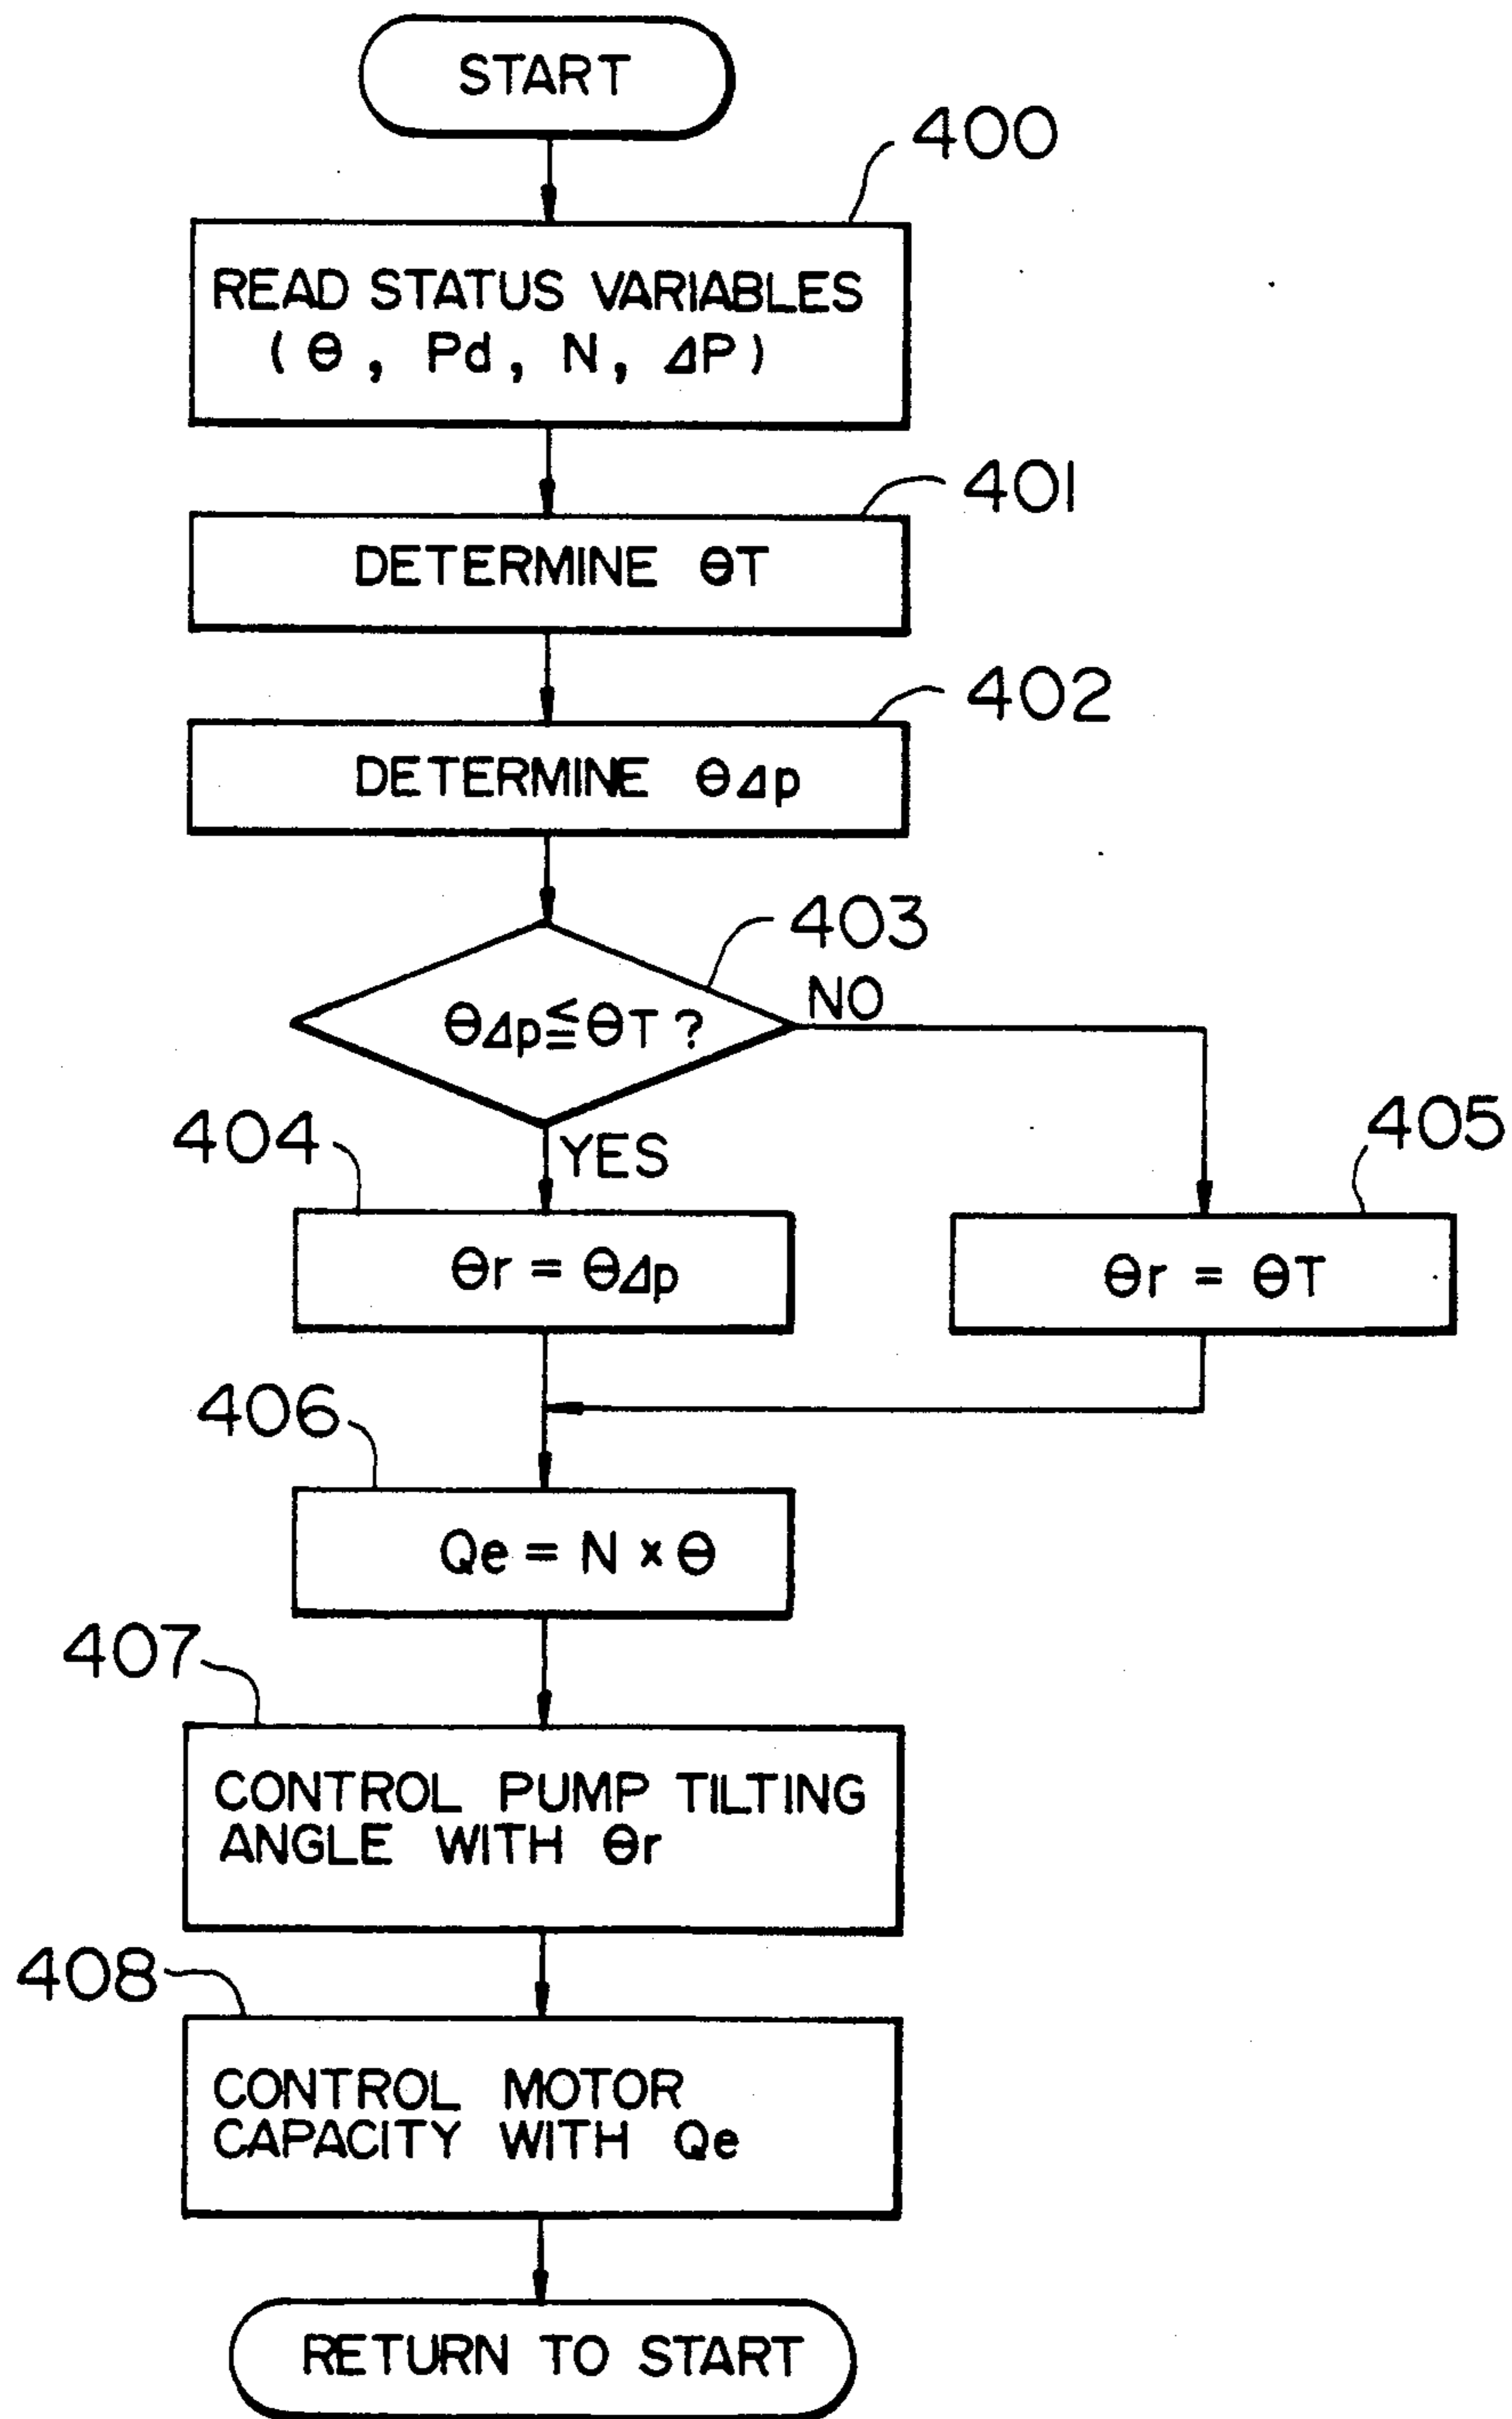 START
400
READ STATUS VARIABLES
(θ, Pd, N, ΔP)
401
DETERMINE θT
402
DETERMINE θΔp
403
θΔp≦θT?
NO
404
YES
405
θr = θΔp
θr = θT
406
Qe = N × θ
407
CONTROL PUMP TILTING
ANGLE WITH θr
408
CONTROL MOTOR
CAPACITY WITH Qe
RETURN TO START